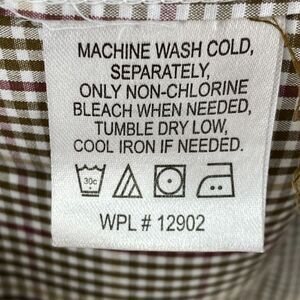 MACHINE WASH COLD,
SEPARATELY,
ONLY NON-CHLORINE
BLEACH WHEN NEEDED,
TUMBLE DRY LOW,
COOL IRON IF NEEDED.
30c
WPL # 12902